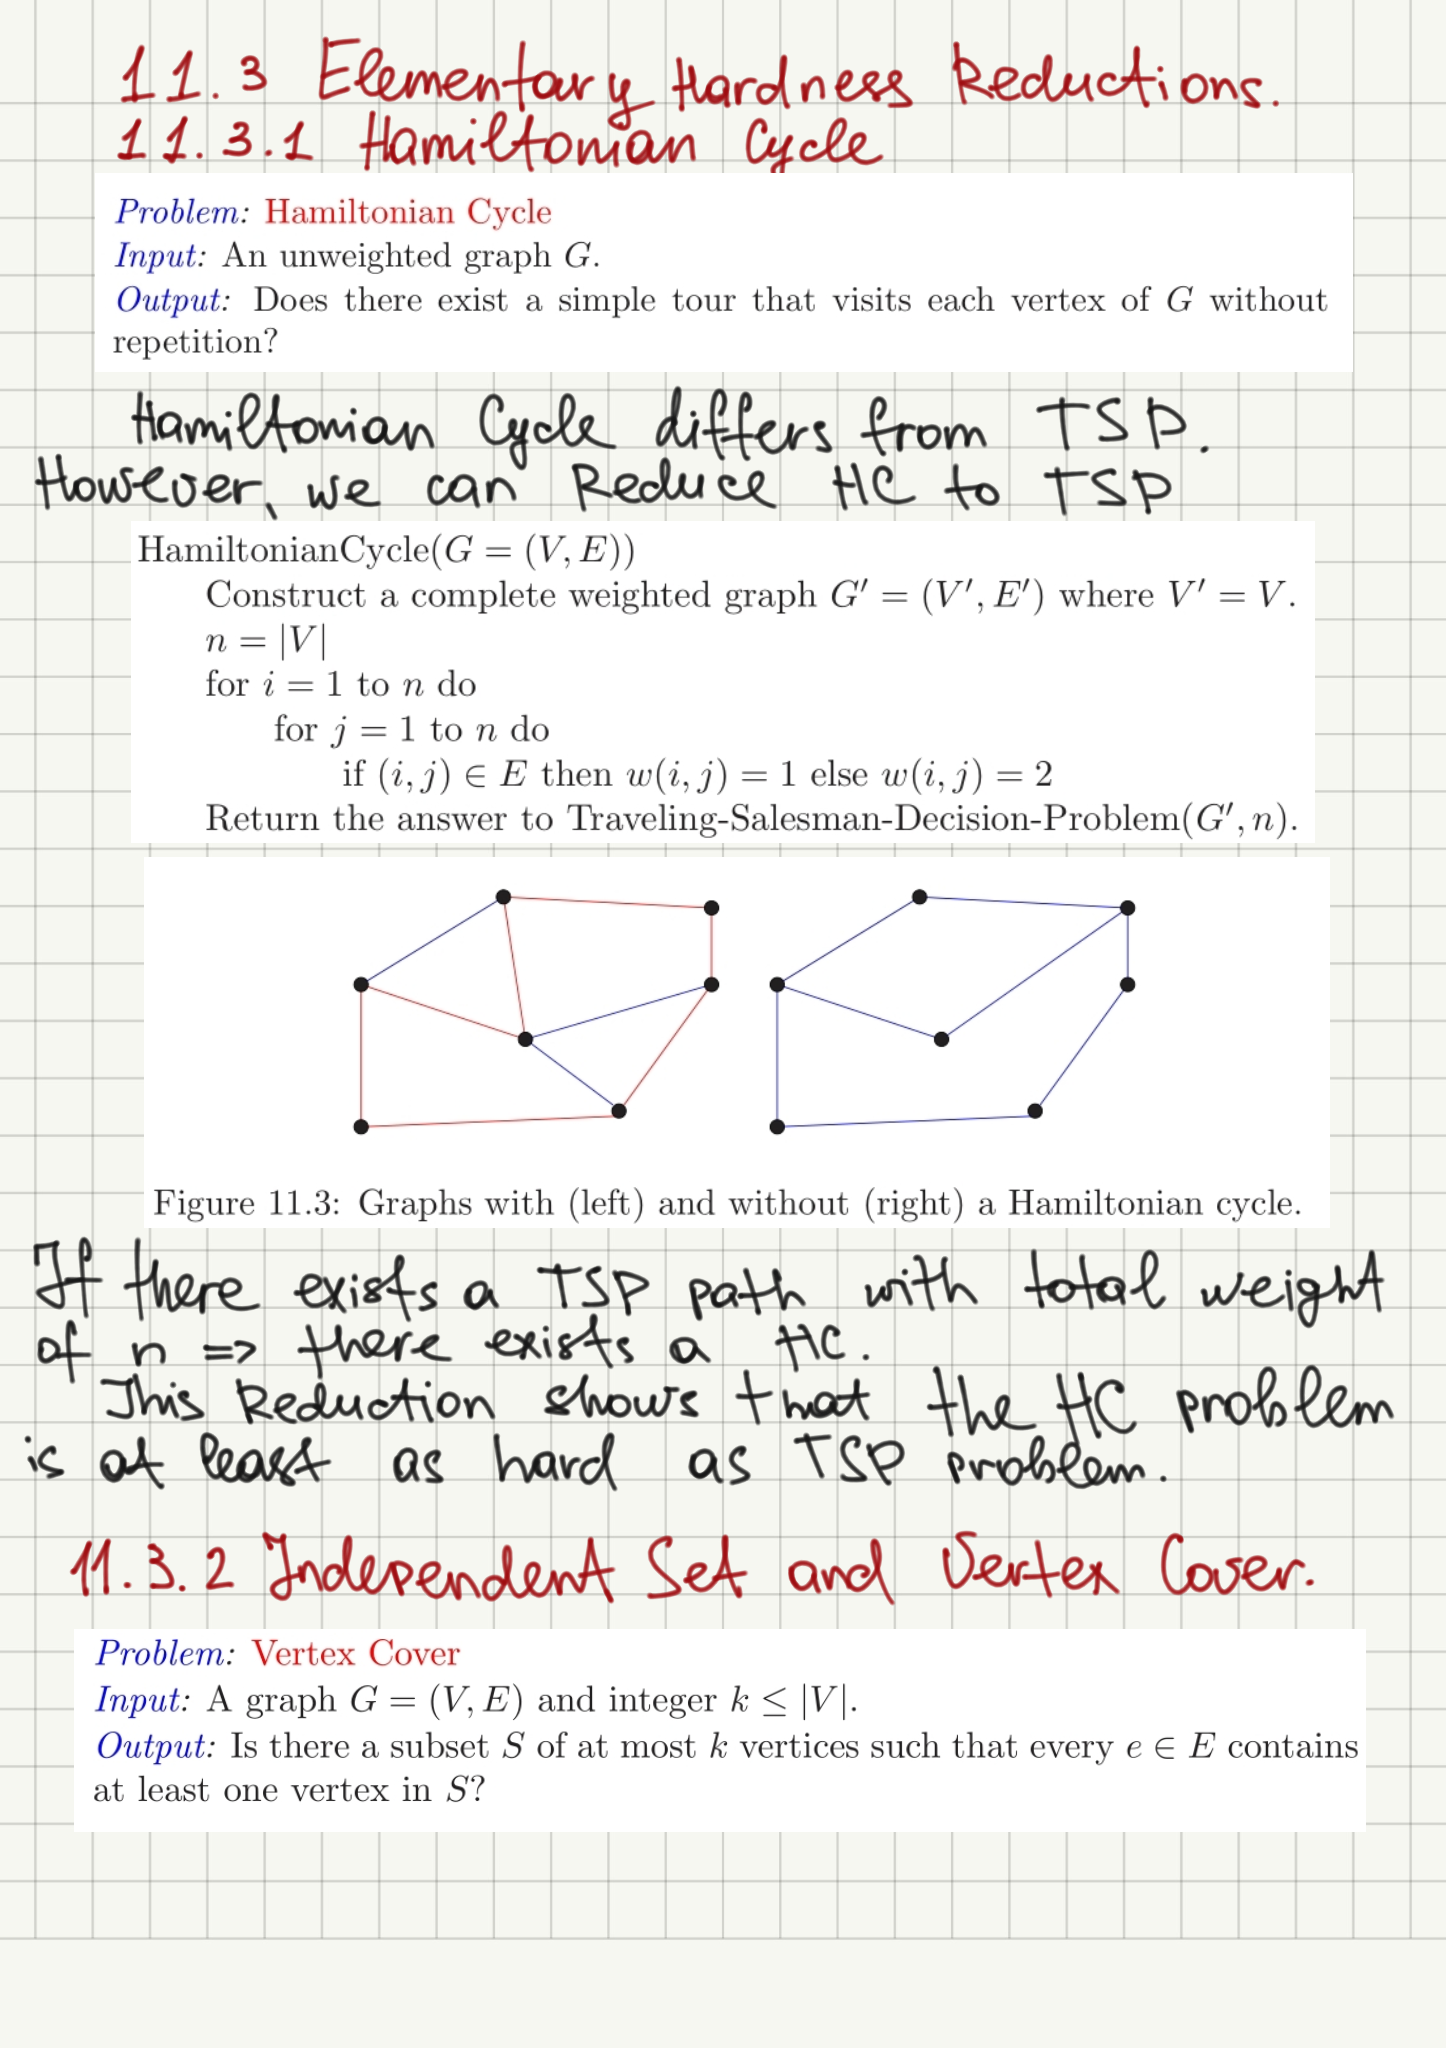 11.3 Elementary Hardness Reductions.
11.3.1 Hamiltonian Cycle
Problem: Hamiltonian Cycle
Input: An unweighted graph G.
Output: Does there exist a simple tour that visits each vertex of G without
repetition?
Hamiltonian Cycle differs from TSP.
However, we can Reduce HC to TSP
HamiltonianCycle(G = (V, E))
Construct a complete weighted graph G′ = (V′, E′) where V′ = V.
n = |V|
for i = 1 to n do
for j = 1 to n do
if (i, j) ∈ E then w(i, j) = 1 else w(i, j) = 2
Return the answer to Traveling-Salesman-Decision-Problem(G′, n).
Figure 11.3: Graphs with (left) and without (right) a Hamiltonian cycle.
If there exists a TSP path with total weight
of n => there exists a HC.
This Reduction shows that the HC problem
is at least as hard as TSP problem.
11.3.2 Independent Set and Vertex Cover.
Problem: Vertex Cover
Input: A graph G = (V, E) and integer k ≤ |V|.
Output: Is there a subset S of at most k vertices such that every e ∈ E contains
at least one vertex in S?